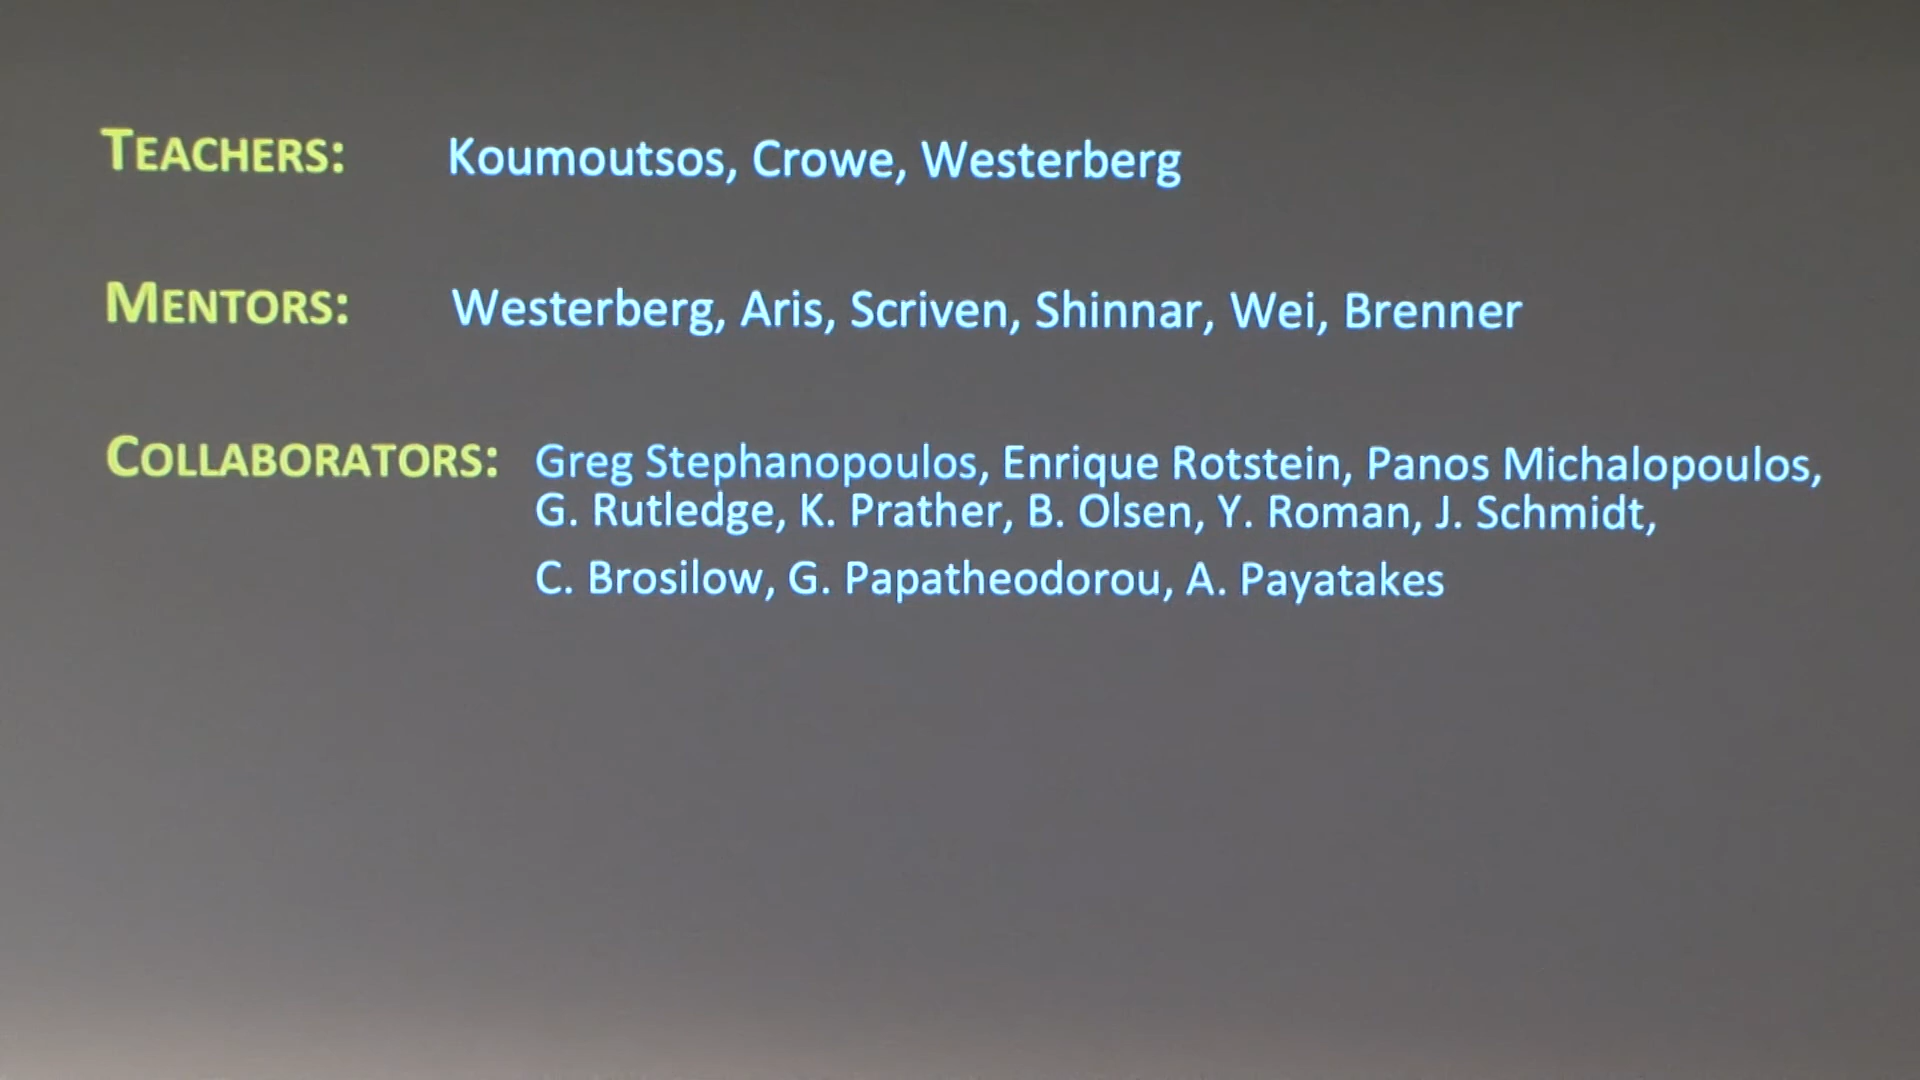 TEACHERS: Koumoutsos, Crowe, Westerberg
MENTORS: Westerberg, Aris, Scriven, Shinnar, Wei, Brenner
COLLABORATORS: Greg Stephanopoulos, Enrique Rotstein, Panos Michalopoulos,
G. Rutledge, K. Prather, B. Olsen, Y. Roman, J. Schmidt,
C. Brosilow, G. Papatheodorou, A. Payatakes